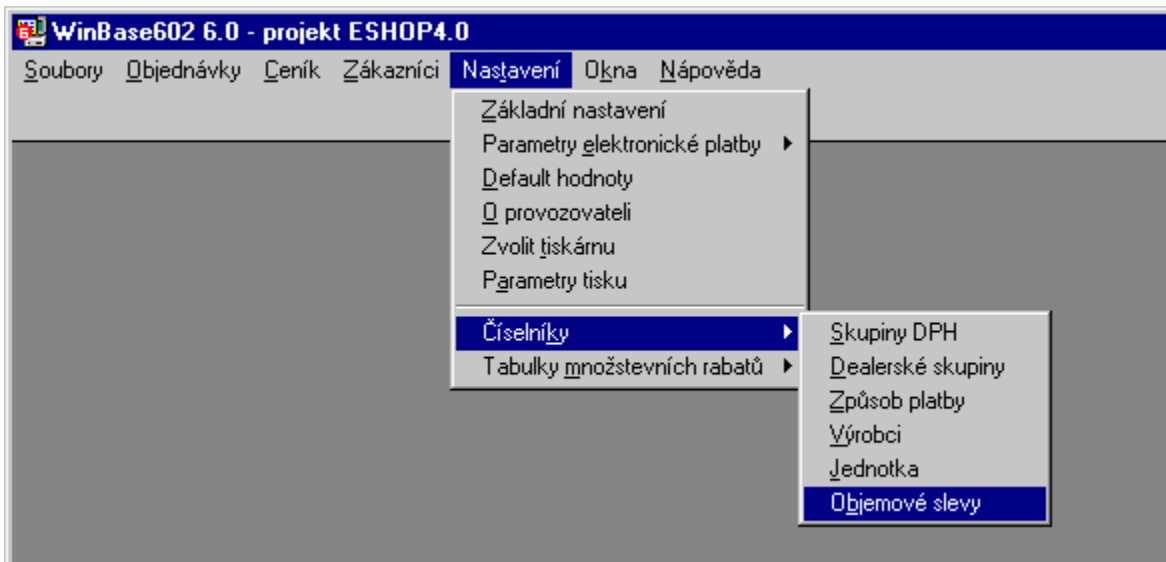 WinBase602 6.0 - projekt ESHOP4.0
Soubory Objednávky Ceník Zákazníci Nastavení Okna Nápověda
Základní nastavení
Parametry elektronické platby
Default hodnoty
O provozovateli
Zvolit tiskárnu
Parametry tisku
Číselníky
Tabulky množstevních rabatů
Skupiny DPH
Dealerské skupiny
Způsob platby
Výrobci
Jednotka
Objemové slevy